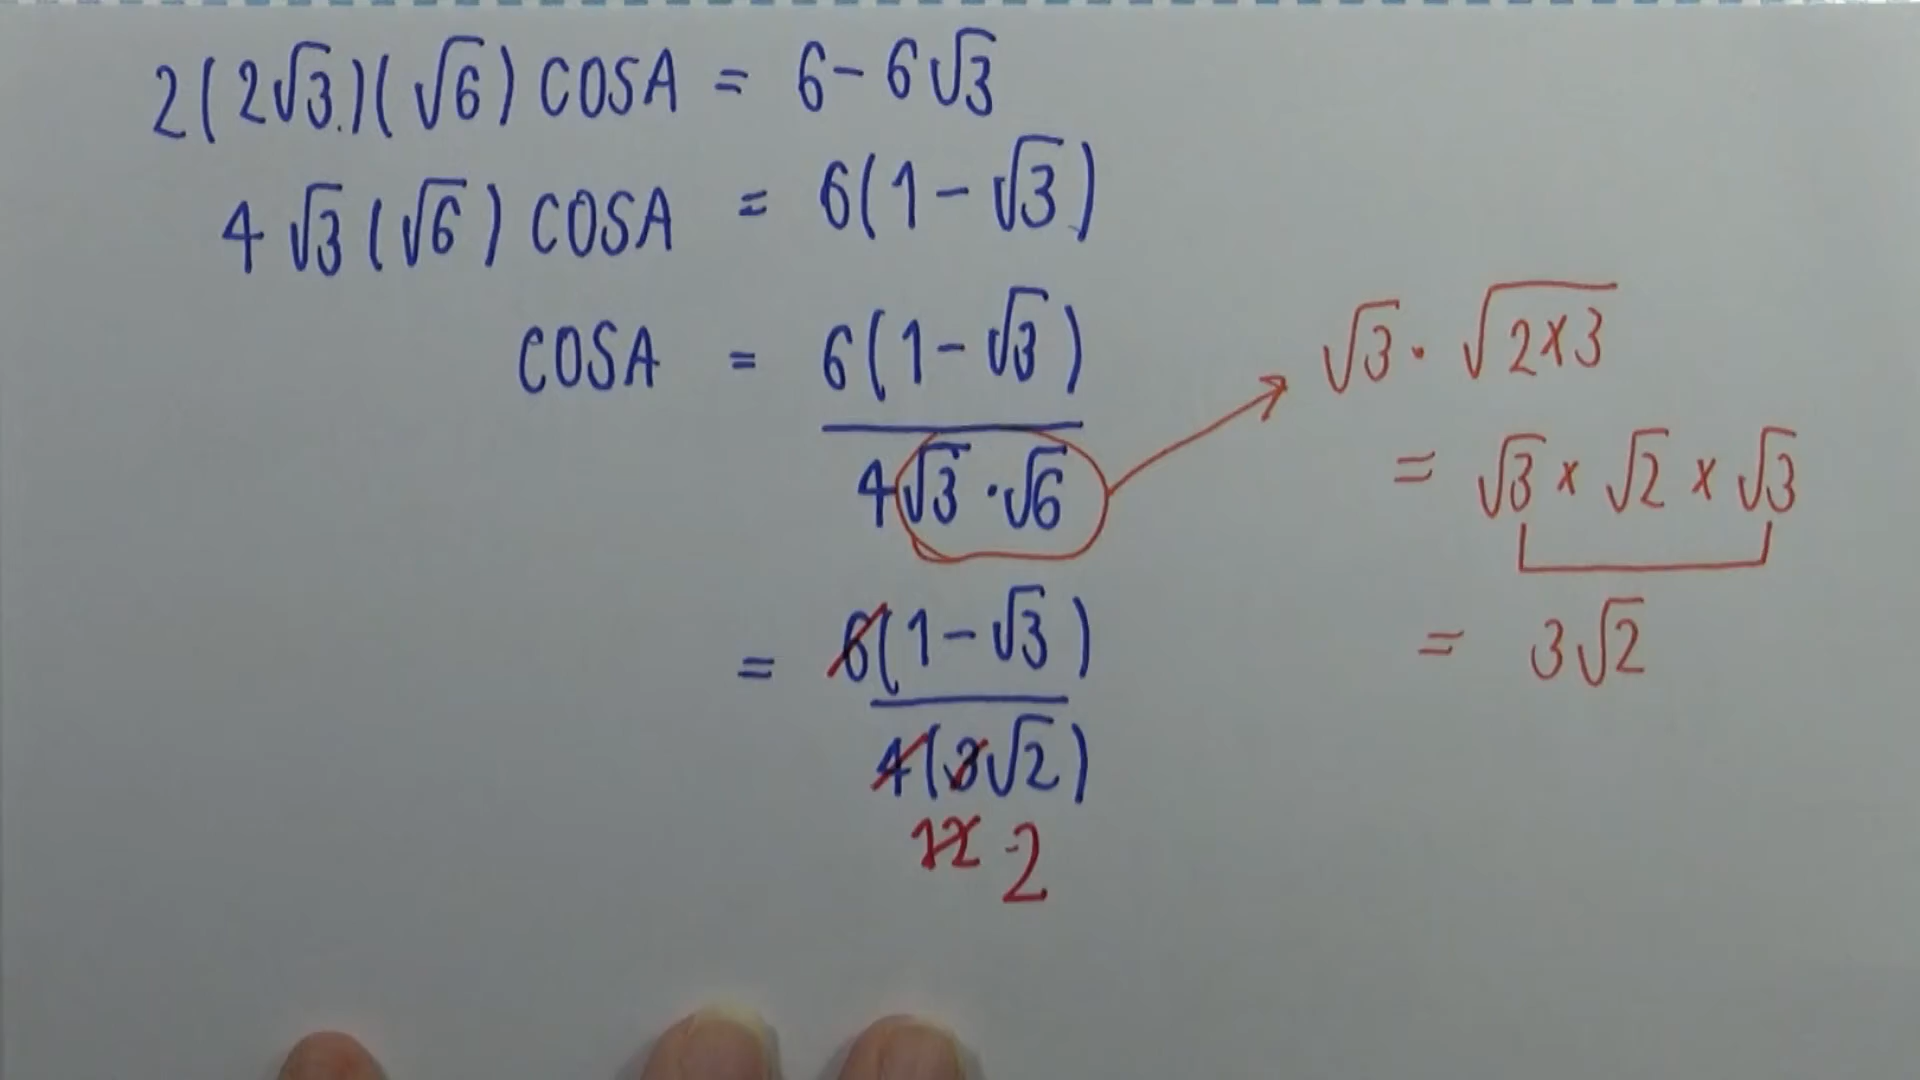 2(2√3.)(√6) COSA = 6 - 6√3
4√3(√6) COSA = 6(1-√3)
COSA = 6(1-√3)
4√3 · √6
= 6(1-√3)
4(3√2)
12 2
√3 · √2×3
= √3 × √2 × √3
= 3√2